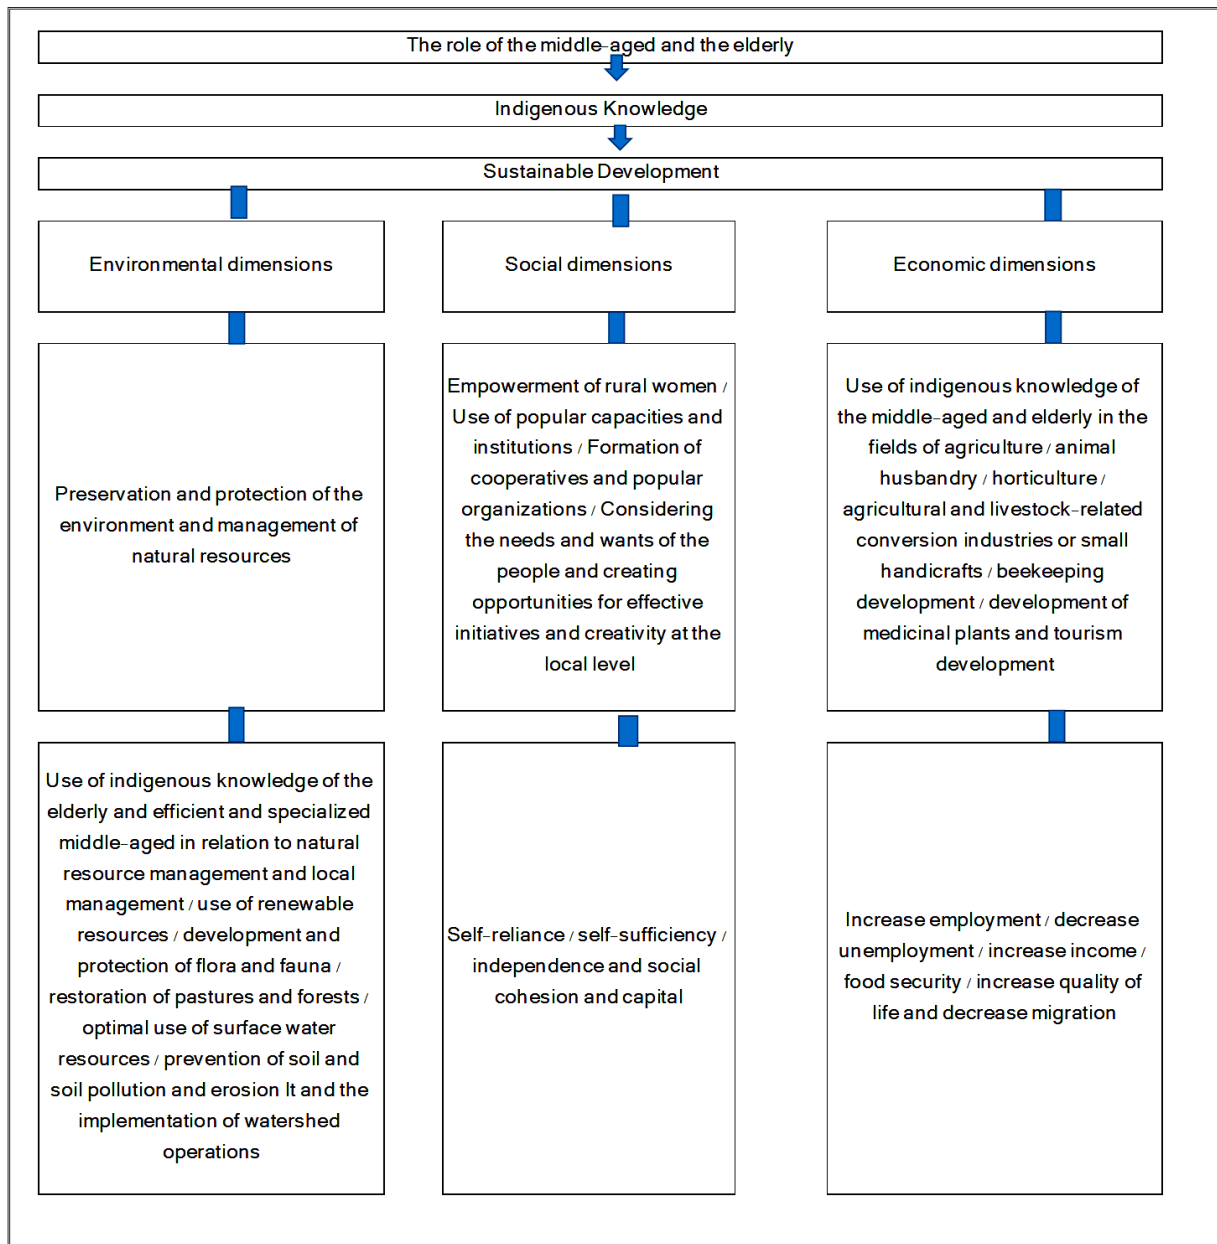 The role of the middle-aged and the elderly
Indigenous Knowledge
Sustainable Development
Environmental dimensions
Social dimensions
Economic dimensions
Preservation and protection of the
environment and management of
natural resources
Empowerment of rural women /
Use of popular capacities and
institutions / Formation of
cooperatives and popular
organizations / Considering
the needs and wants of the
people and creating
opportunities for effective
initiatives and creativity at the
local level
Use of indigenous knowledge of
the middle-aged and elderly in the
fields of agriculture / animal
husbandry / horticulture /
agricultural and livestock-related
conversion industries or small
handicrafts / beekeeping
development / development of
medicinal plants and tourism
development
Use of indigenous knowledge of the
elderly and efficient and specialized
middle-aged in relation to natural
resource management and local
management / use of renewable
resources / development and
protection of flora and fauna /
restoration of pastures and forests /
optimal use of surface water
resources / prevention of soil and
soil pollution and erosion It and the
implementation of watershed
operations
Self-reliance / self-sufficiency /
independence and social
cohesion and capital
Increase employment / decrease
unemployment / increase income /
food security / increase quality of
life and decrease migration